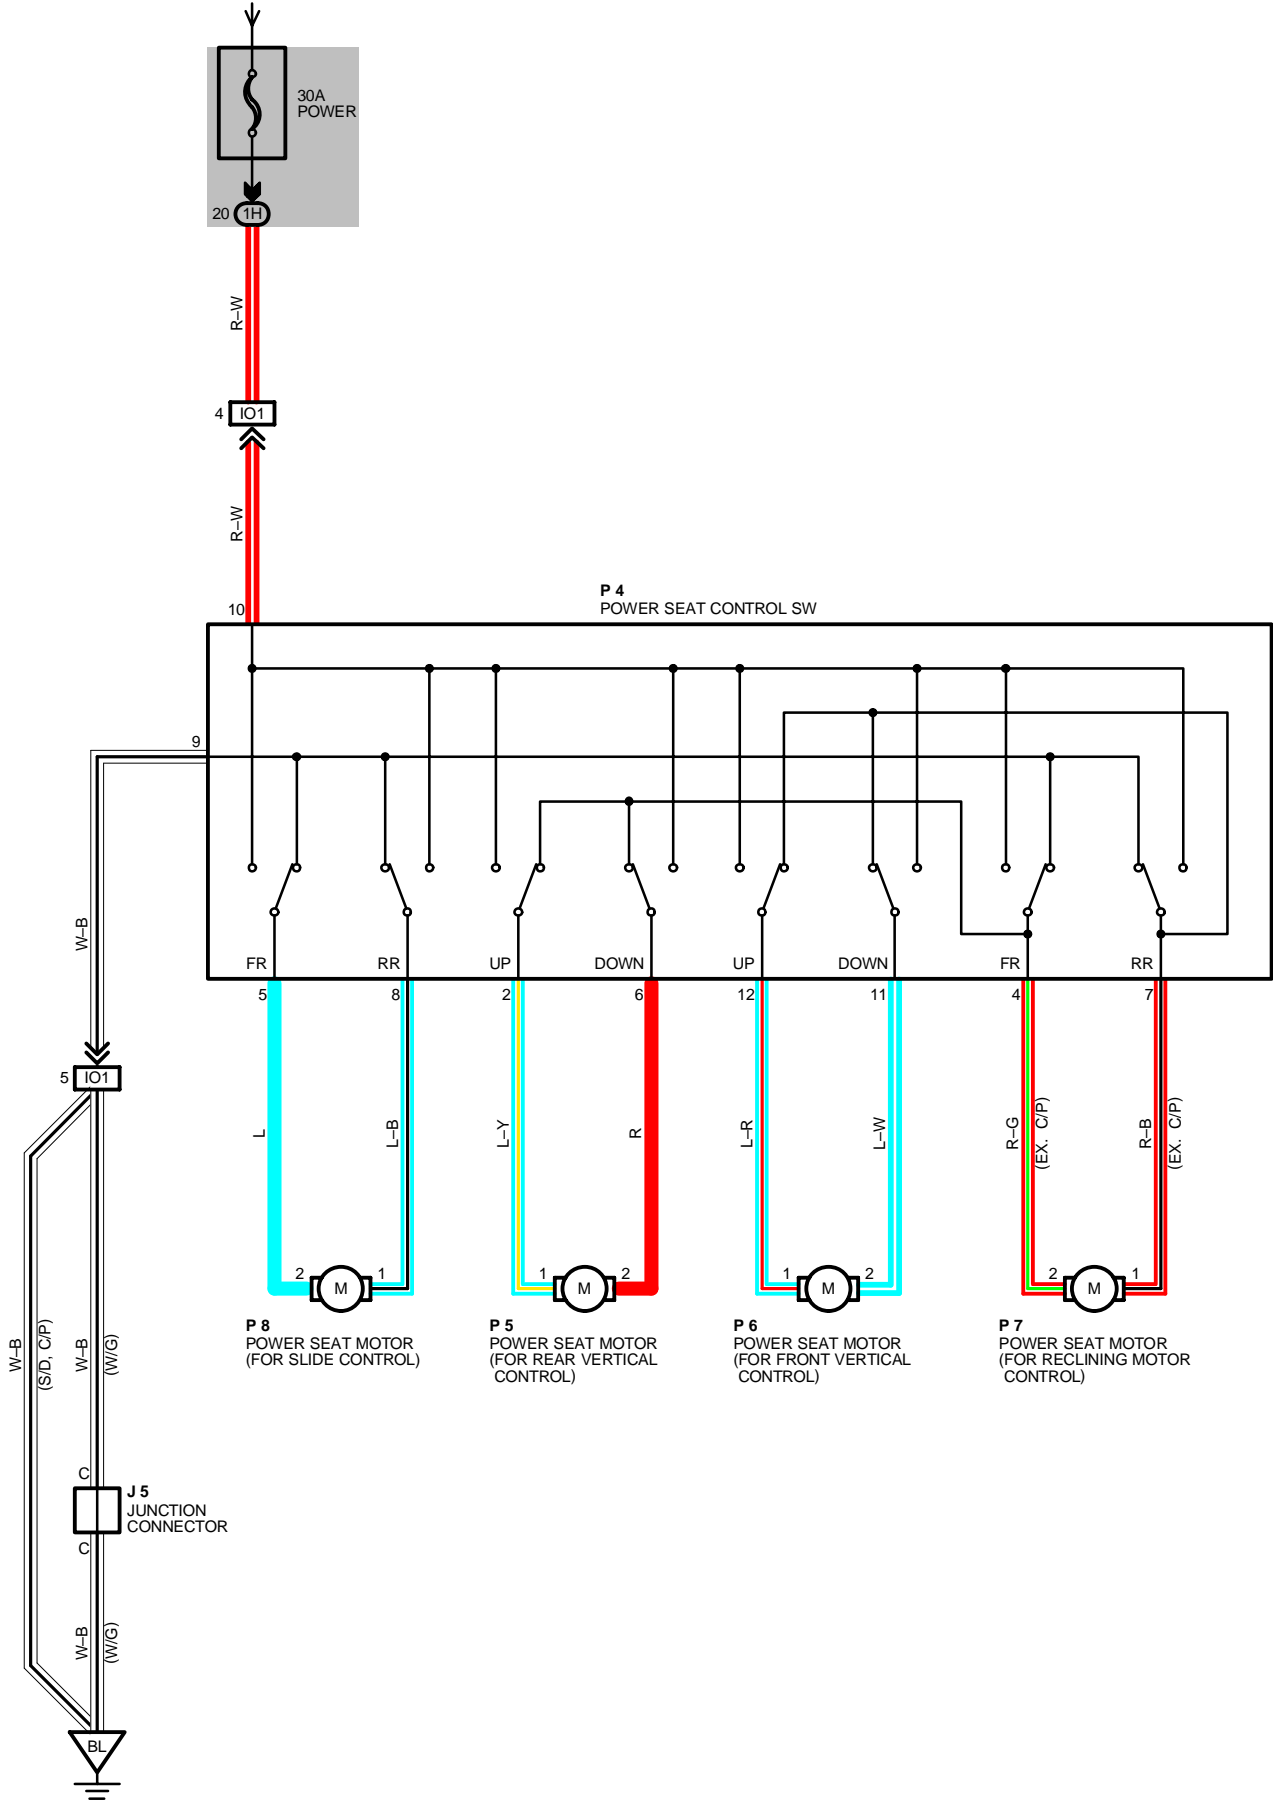 30A
POWER
20 1H
R–W
4 IO1
R–W
P 4
POWER SEAT CONTROL SW
10
9
W–B
FR
RR
UP
DOWN
UP
DOWN
FR
RR
5
8
2
6
12
11
4
7
5 IO1
L
L–B
L–Y
R
L–R
L–W
R–G
(EX. C/P)
R–B
(EX. C/P)
2 M 1
1 M 2
1 M 2
2 M 1
P 8
POWER SEAT MOTOR
(FOR SLIDE CONTROL)
P 5
POWER SEAT MOTOR
(FOR REAR VERTICAL
CONTROL)
P 6
POWER SEAT MOTOR
(FOR FRONT VERTICAL
CONTROL)
P 7
POWER SEAT MOTOR
(FOR RECLINING MOTOR
CONTROL)
W–B
(S/D, C/P)
W–B
(W/G)
C
J 5
JUNCTION
CONNECTOR
C
W–B
(W/G)
BL